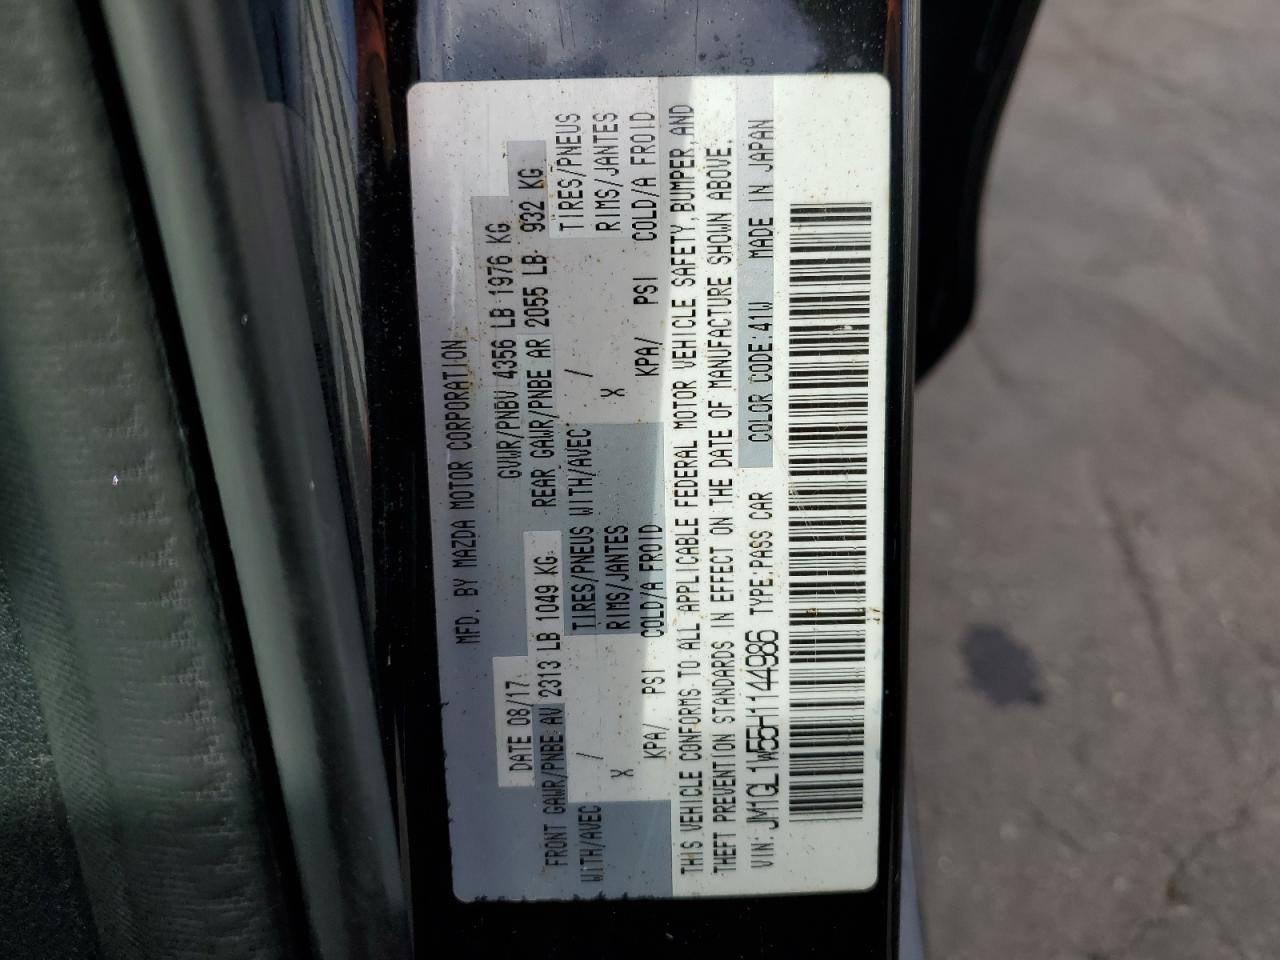 MFD. BY MAZDA MOTOR CORPORATION
DATE 08/17 GVWR/PNBV 4356 LB 1976 KG
FRONT GAWR/PNBE AV 2313 LB 1049 KG REAR GAWR/PNBE AR 2055 LB 932 KG
WITH/AVEC / TIRES/PNEUS WITH/AVEC / TIRES/PNEUS
X RIMS/JANTES X RIMS/JANTES
KPA/ PSI COLD/A FROID KPA/ PSI COLD/A FROID
THIS VEHICLE CONFORMS TO ALL APPLICABLE FEDERAL MOTOR VEHICLE SAFETY, BUMPER, AND
THEFT PREVENTION STANDARDS IN EFFECT ON THE DATE OF MANUFACTURE SHOWN ABOVE.
VIN: JM1GL1W55H1144986 TYPE:PASS CAR COLOR CODE:41W MADE IN JAPAN